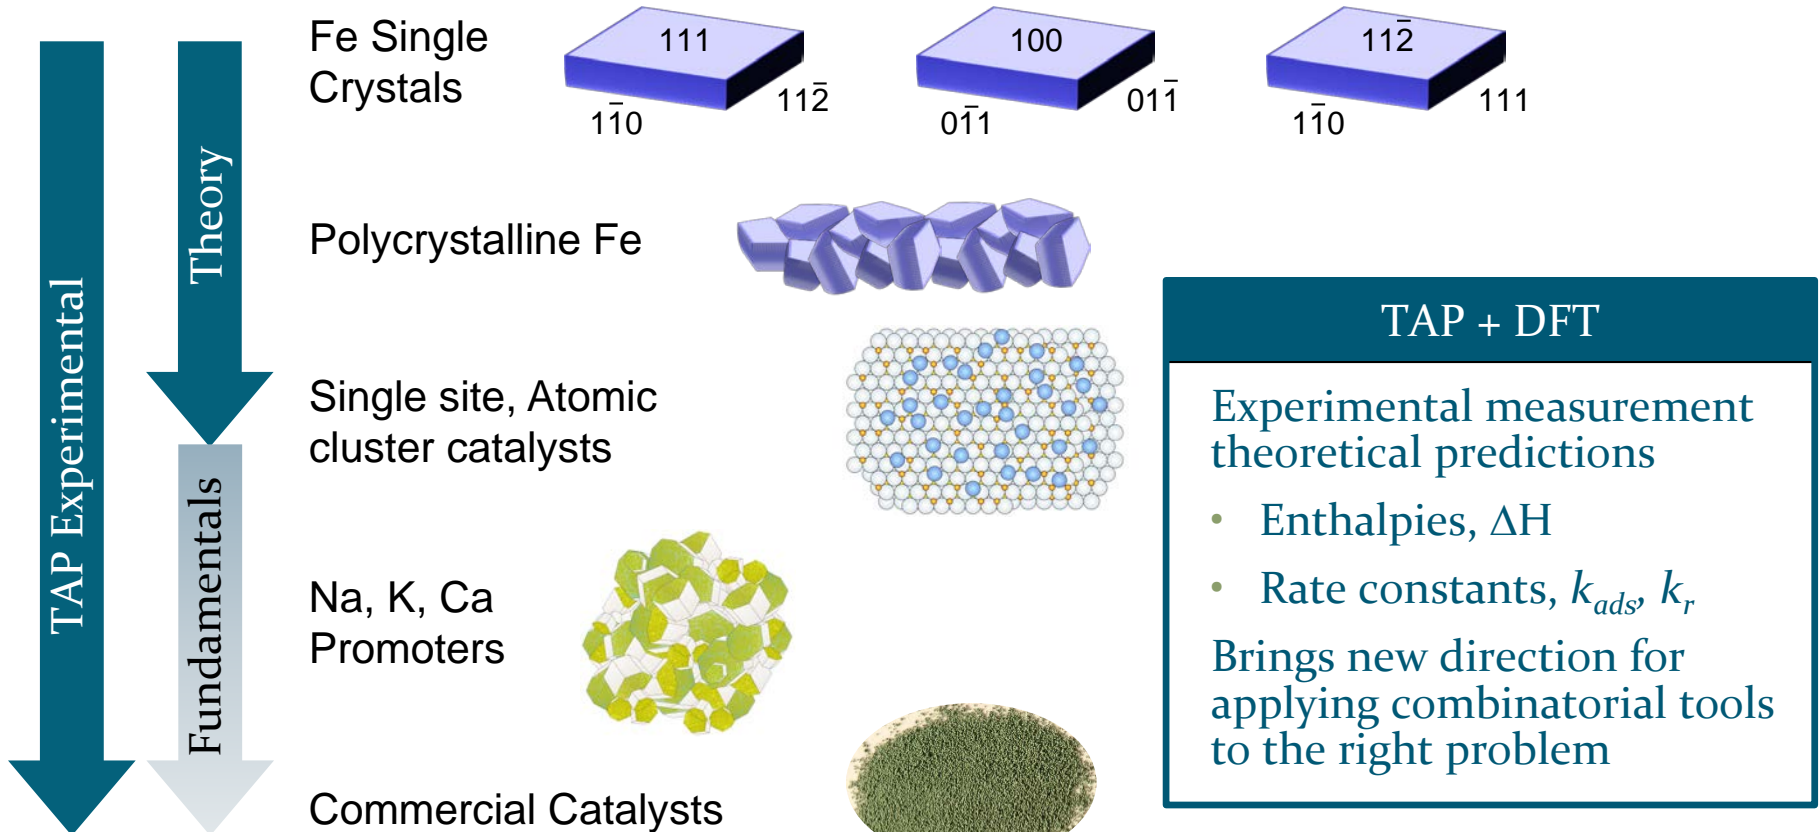 TAP Experimental
Theory
Fundamentals
Fe Single
Crystals
111
11̅0
112̅
100
01̅1
011̅
112̅
11̅0
111
Polycrystalline Fe
Single site, Atomic
cluster catalysts
Na, K, Ca
Promoters
Commercial Catalysts
TAP + DFT
Experimental measurement
theoretical predictions
• Enthalpies, ΔH
• Rate constants, k_ads, k_r
Brings new direction for
applying combinatorial tools
to the right problem